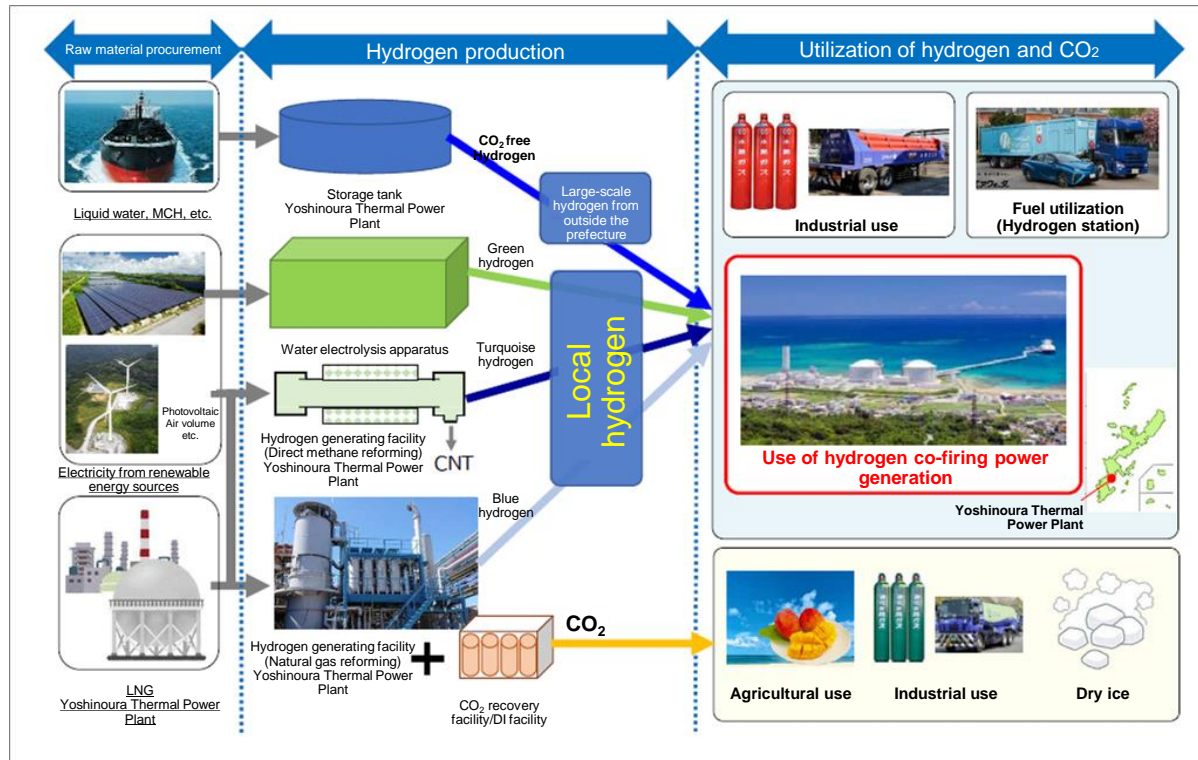 Raw material procurement
Hydrogen production
Utilization of hydrogen and CO₂
Liquid water, MCH, etc.
Storage tank
Yoshinoura Thermal Power
Plant
CO₂ free
Hydrogen
Large-scale
hydrogen from
outside the
prefecture
Industrial use
Fuel utilization
(Hydrogen station)
Photovoltaic
Air volume
etc.
Electricity from renewable
energy sources
Green
hydrogen
Water electrolysis apparatus
Turquoise
hydrogen
Local
hydrogen
Hydrogen generating facility
(Direct methane reforming)
Yoshinoura Thermal Power
Plant
CNT
Use of hydrogen co-firing power
generation
Yoshinoura Thermal
Power Plant
LNG
Yoshinoura Thermal Power
Plant
Blue
hydrogen
Hydrogen generating facility
(Natural gas reforming)
Yoshinoura Thermal Power
Plant
+
CO₂ recovery
facility/DI facility
CO₂
Agricultural use
Industrial use
Dry ice